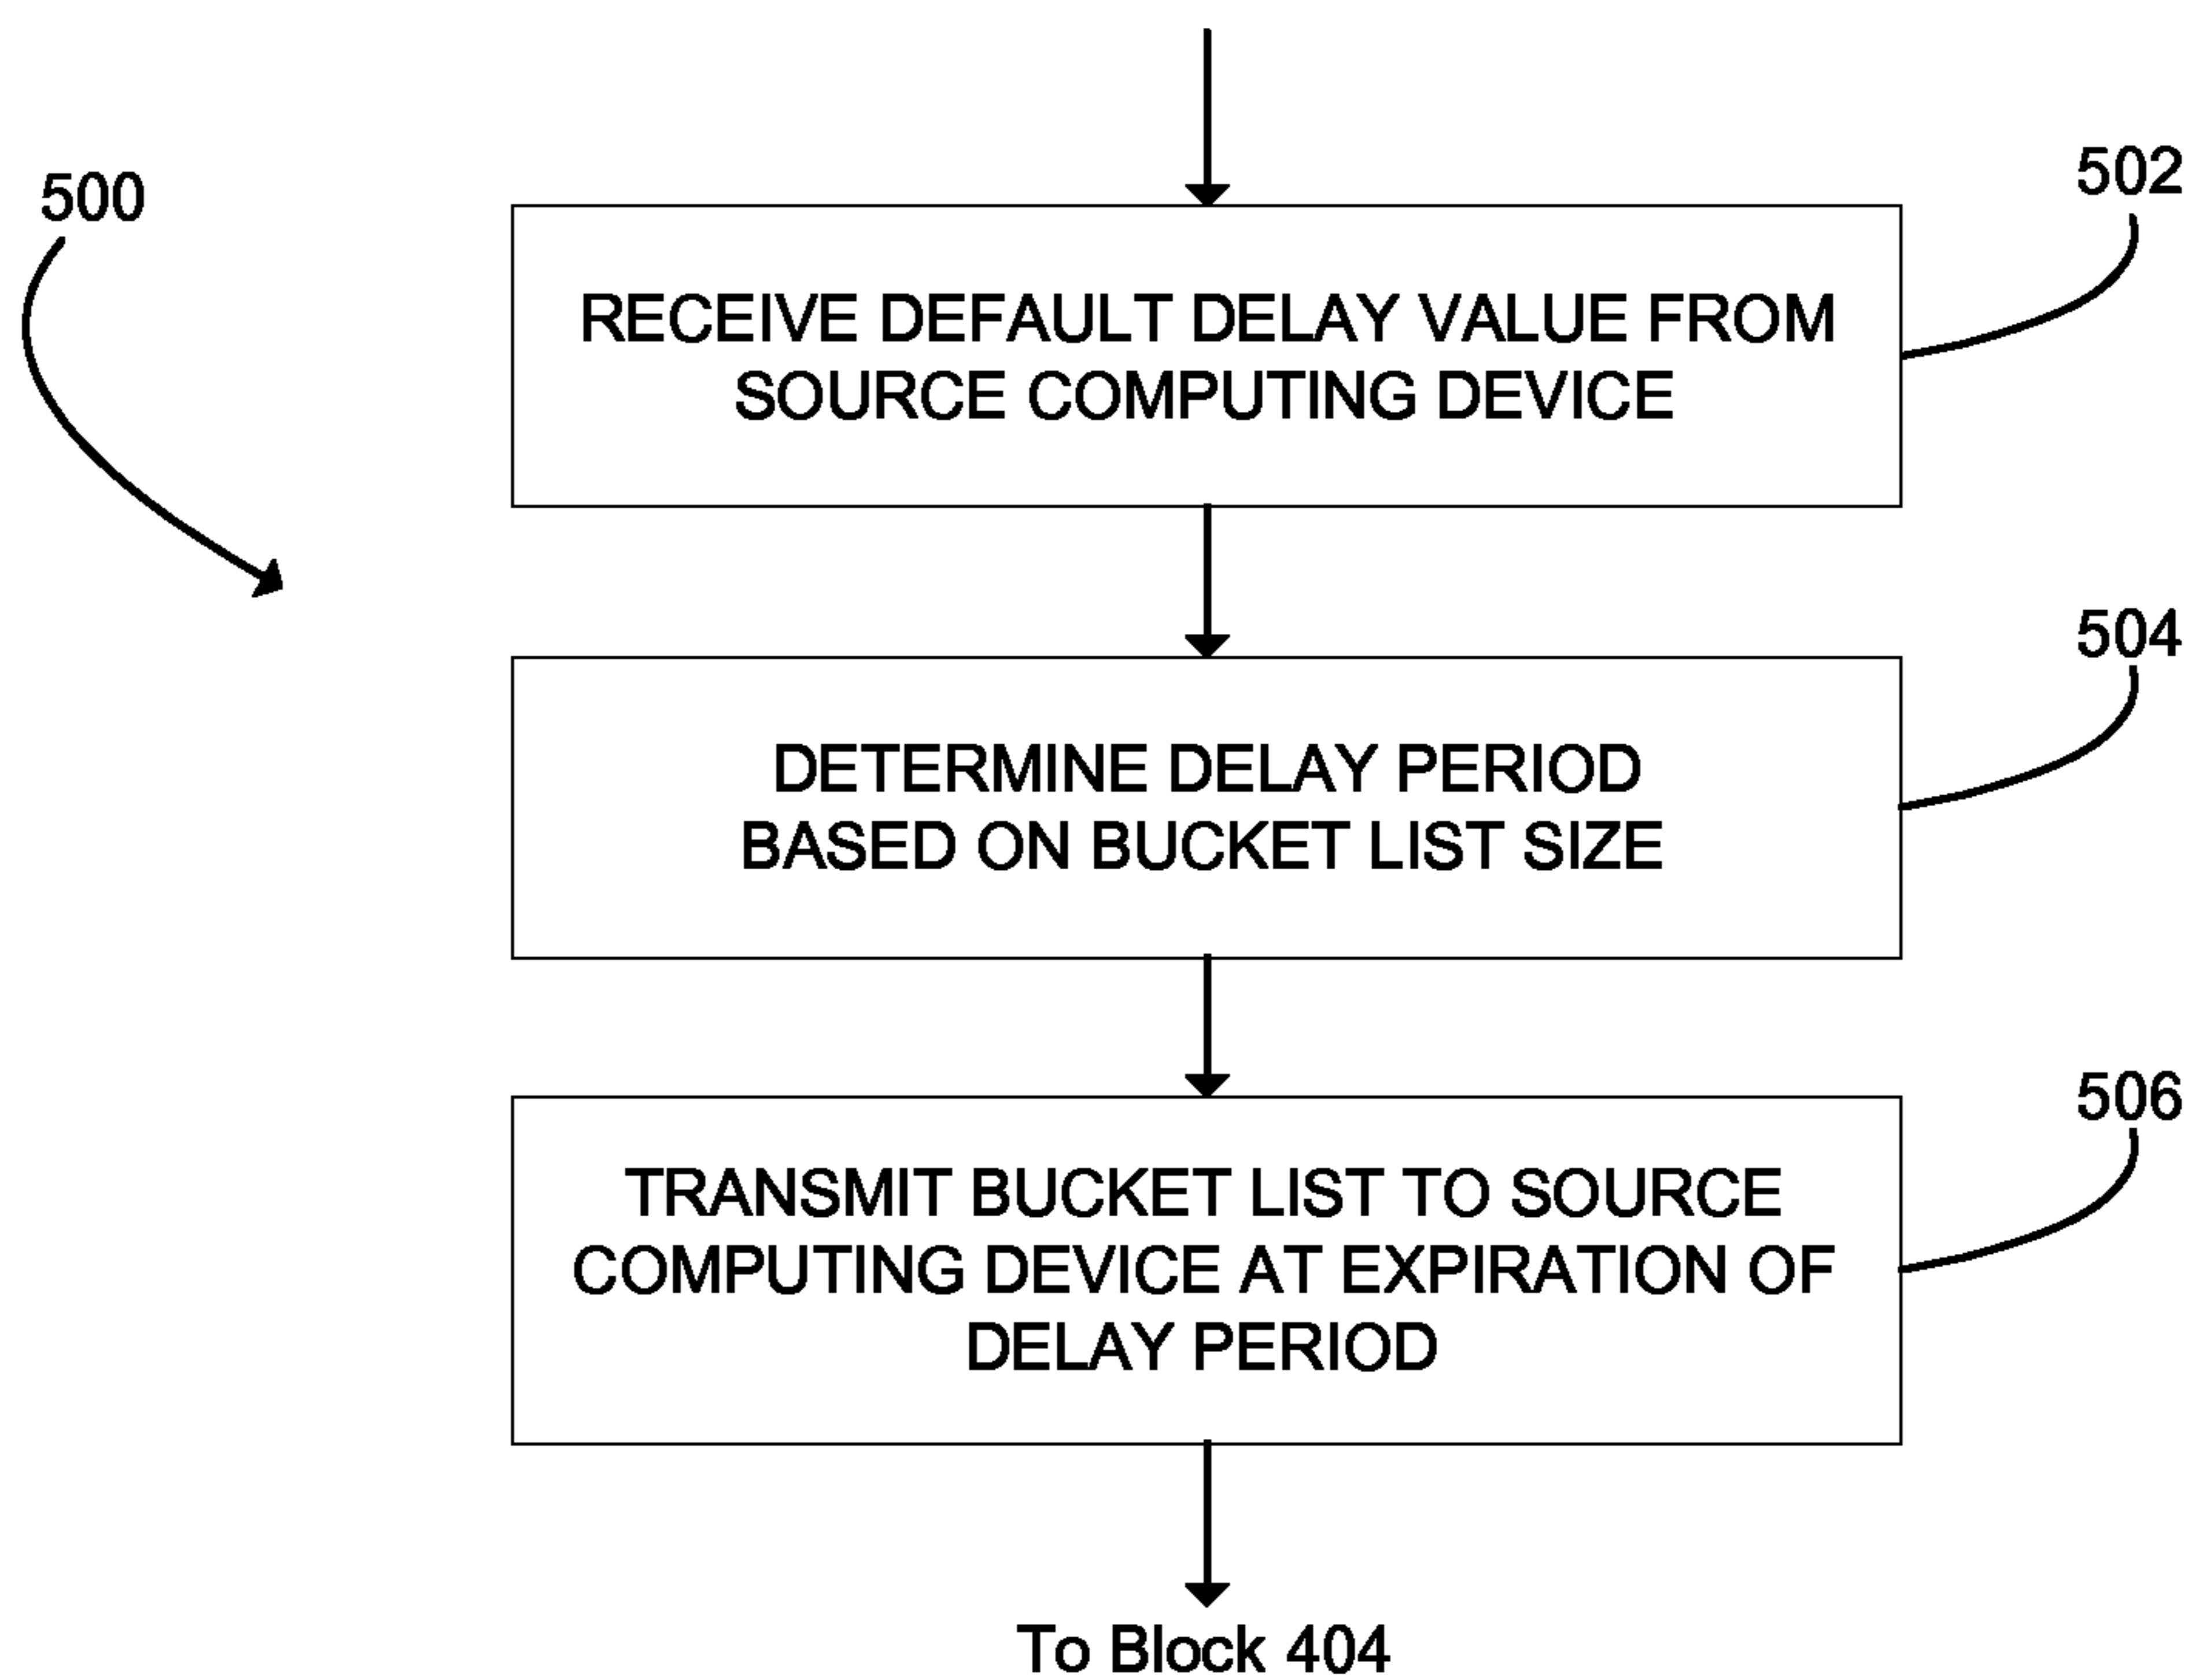 500
502
RECEIVE DEFAULT DELAY VALUE FROM
SOURCE COMPUTING DEVICE
504
DETERMINE DELAY PERIOD
BASED ON BUCKET LIST SIZE
506
TRANSMIT BUCKET LIST TO SOURCE
COMPUTING DEVICE AT EXPIRATION OF
DELAY PERIOD
To Block 404